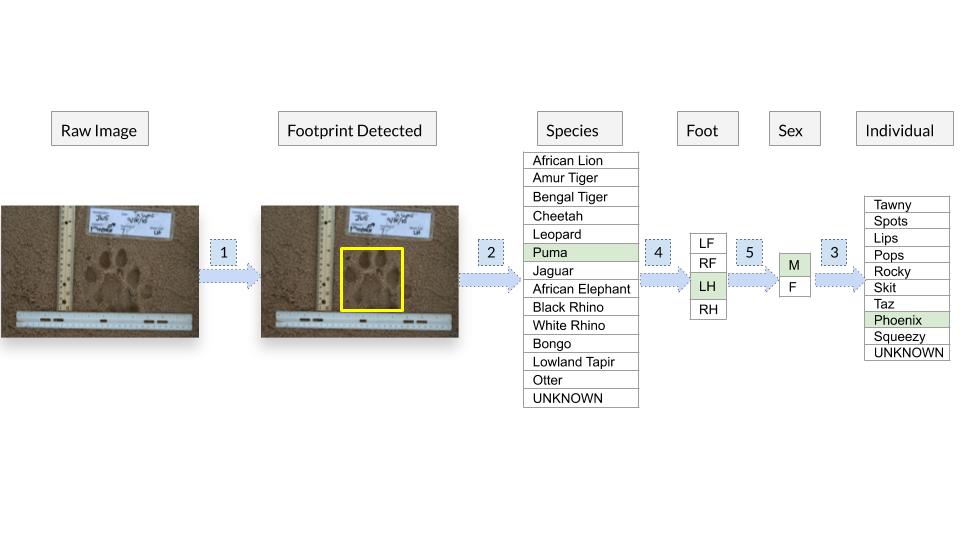 Raw Image
Footprint Detected
Species
Foot
Sex
Individual
African Lion
Amur Tiger
Bengal Tiger
Cheetah
Leopard
Puma
Jaguar
African Elephant
Black Rhino
White Rhino
Bongo
Lowland Tapir
Otter
UNKNOWN
LF
RF
LH
RH
M
F
Tawny
Spots
Lips
Pops
Rocky
Skit
Taz
Phoenix
Squeezy
UNKNOWN
1
2
4
5
3